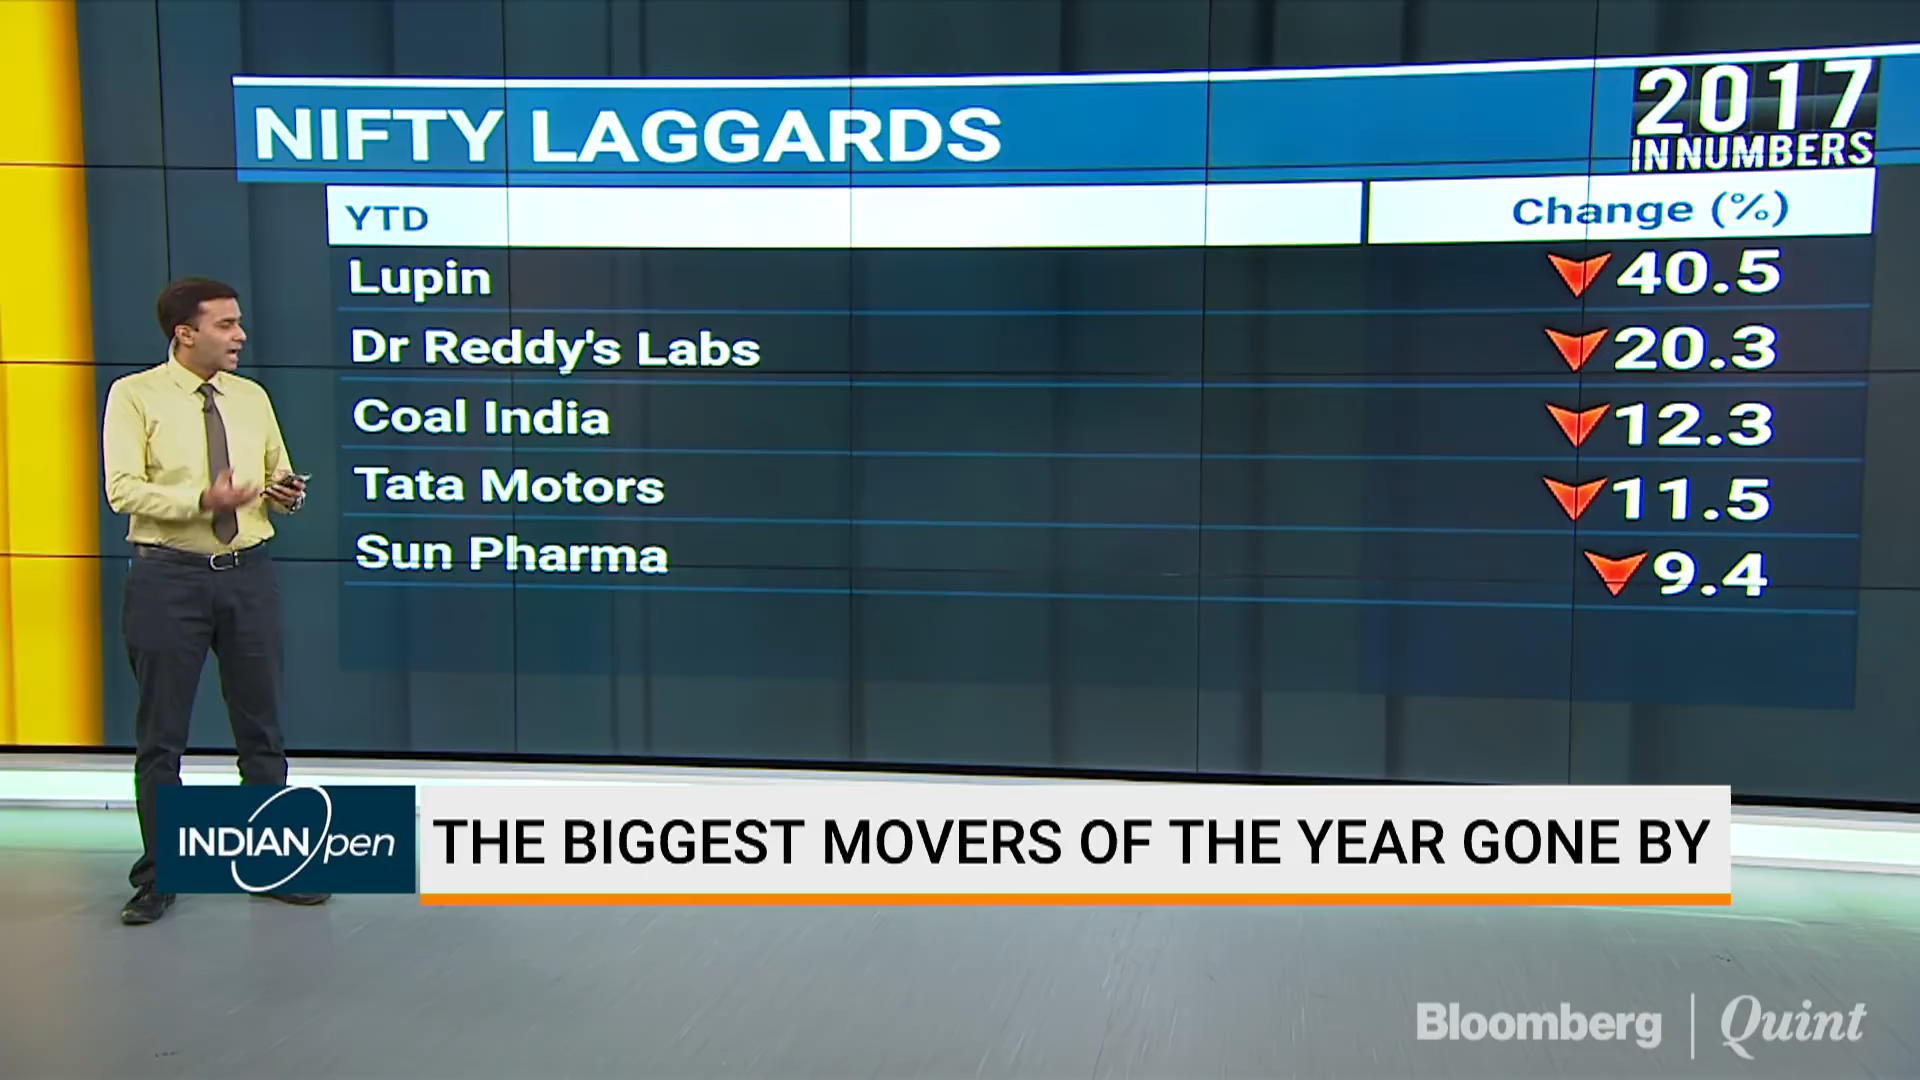 NIFTY LAGGARDS
2017
IN NUMBERS
YTD Change (%)
Lupin 40.5
Dr Reddy's Labs 20.3
Coal India 12.3
Tata Motors 11.5
Sun Pharma 9.4
INDIAN Open THE BIGGEST MOVERS OF THE YEAR GONE BY
Bloomberg | Quint